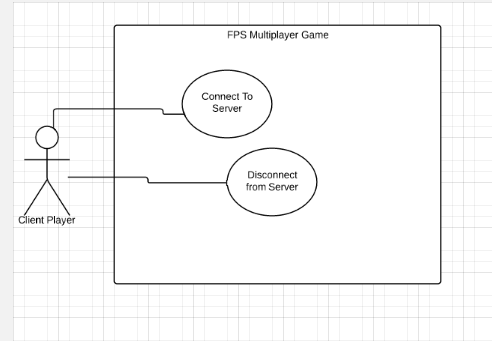 FPS Multiplayer Game
Connect To
Server
Disconnect
from Server
Client Player